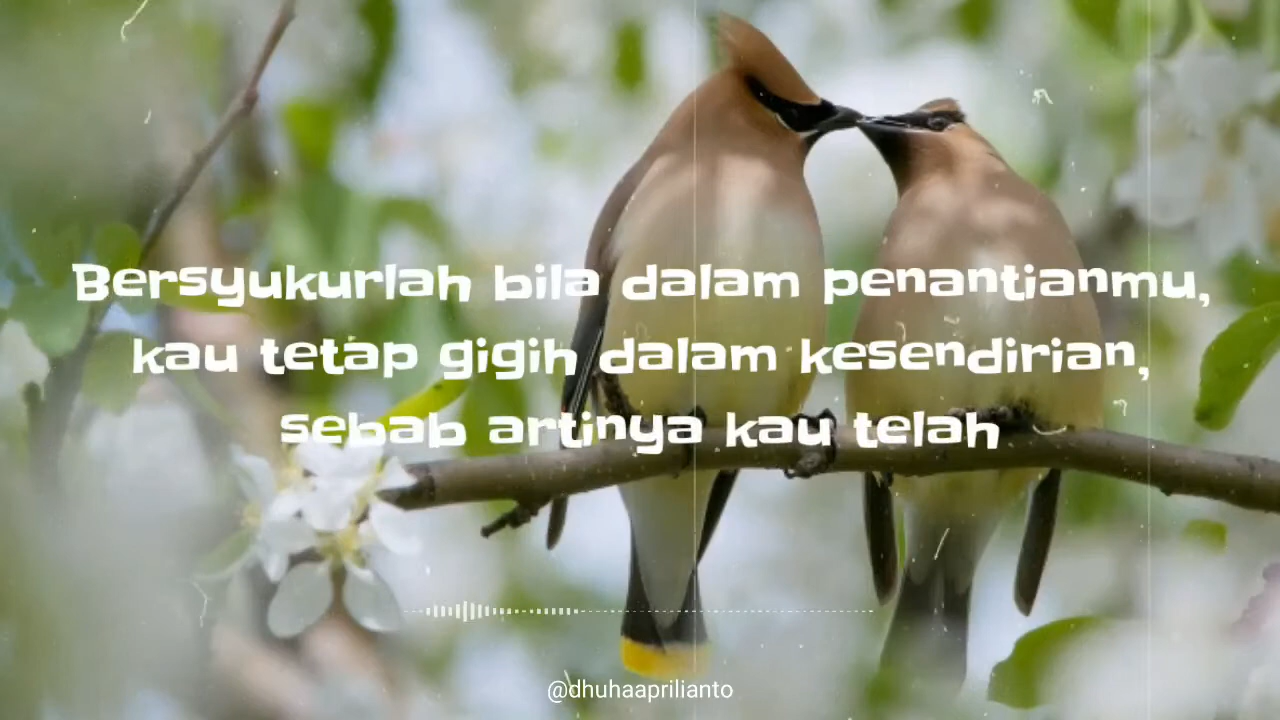 Bersyukurlah bila dalam penantianmu,
kau tetap gigih dalam kesendirian,
sebab artinya kau telah
@dhuhaaprilianto